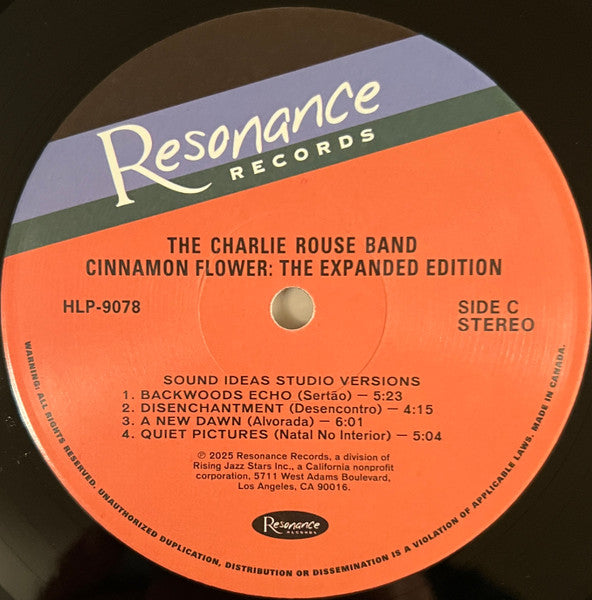 Resonance
RECORDS
THE CHARLIE ROUSE BAND
CINNAMON FLOWER: THE EXPANDED EDITION
HLP-9078
SIDE C
STEREO
SOUND IDEAS STUDIO VERSIONS
1. BACKWOODS ECHO (Sertão) – 5:23
2. DISENCHANTMENT (Desencontro) – 4:15
3. A NEW DAWN (Alvorada) – 6:01
4. QUIET PICTURES (Natal No Interior) – 5:04
℗ 2025 Resonance Records, a division of
Rising Jazz Stars Inc., a California nonprofit
corporation, 5711 West Adams Boulevard,
Los Angeles, CA 90016.
Resonance
RECORDS
WARNING: ALL RIGHTS RESERVED. UNAUTHORIZED DUPLICATION, DISTRIBUTION OR DISSEMINATION IS A VIOLATION OF APPLICABLE LAWS. MADE IN CANADA.